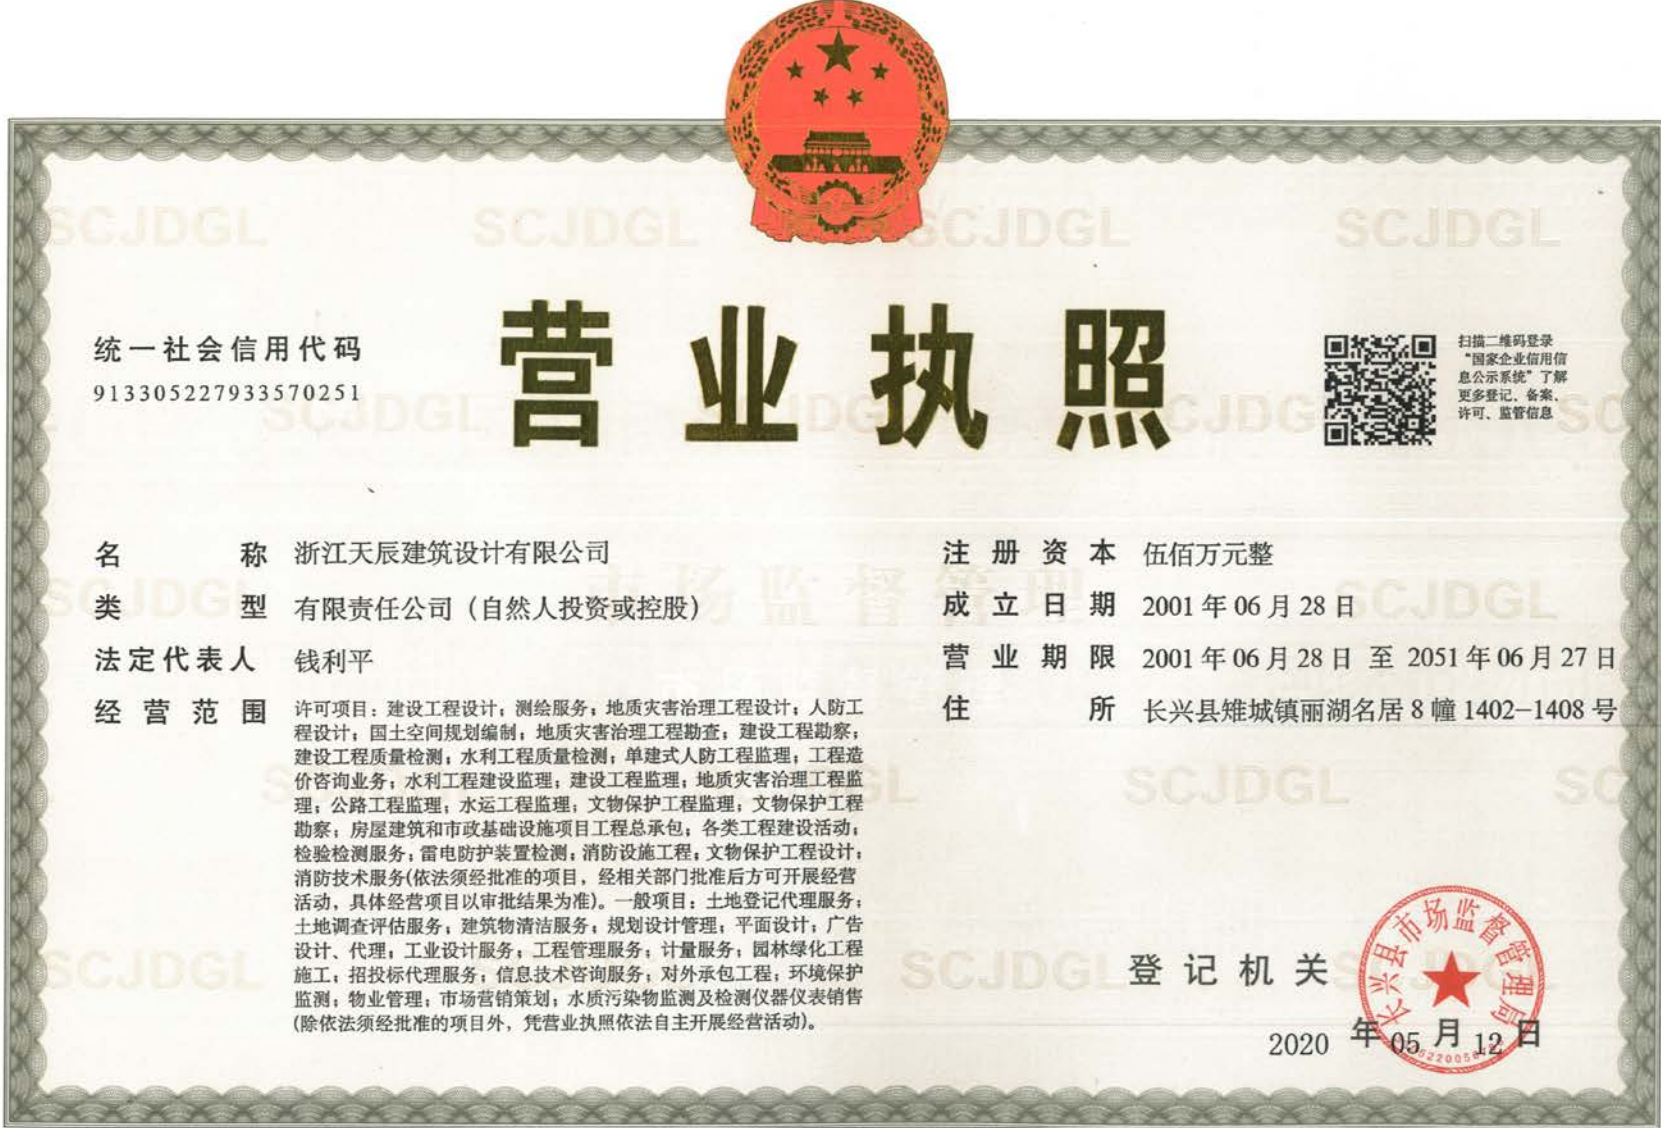 营业执照
统一社会信用代码
913305227933570251
扫描二维码登录
“国家企业信用信
息公示系统”了解
更多登记、备案、
许可、监管信息
名称 浙江天辰建筑设计有限公司
类型 有限责任公司（自然人投资或控股）
法定代表人 钱利平
经营范围 许可项目：建设工程设计；测绘服务；地质灾害治理工程设计；人防工
程设计；国土空间规划编制；地质灾害治理工程勘查；建设工程勘察；
建设工程质量检测；水利工程质量检测；单建式人防工程监理；工程造
价咨询业务；水利工程建设监理；建设工程监理；地质灾害治理工程监
理；公路工程监理；水运工程监理；文物保护工程监理；文物保护工程
勘察；房屋建筑和市政基础设施项目工程总承包；各类工程建设活动；
检验检测服务；雷电防护装置检测；消防设施工程；文物保护工程设计；
消防技术服务(依法须经批准的项目，经相关部门批准后方可开展经营
活动，具体经营项目以审批结果为准)。一般项目：土地登记代理服务；
土地调查评估服务；建筑物清洁服务；规划设计管理；平面设计；广告
设计、代理；工业设计服务；工程管理服务；计量服务；园林绿化工程
施工；招投标代理服务；信息技术咨询服务；对外承包工程；环境保护
监测；物业管理；市场营销策划；水质污染物监测及检测仪器仪表销售
(除依法须经批准的项目外，凭营业执照依法自主开展经营活动)。
注册资本 伍佰万元整
成立日期 2001年06月28日
营业期限 2001年06月28日 至 2051年06月27日
住所 长兴县雉城镇丽湖名居8幢1402-1408号
登记机关
长兴县市场监督管理局
2020年05月12日
SCJDGL
市场监督管理